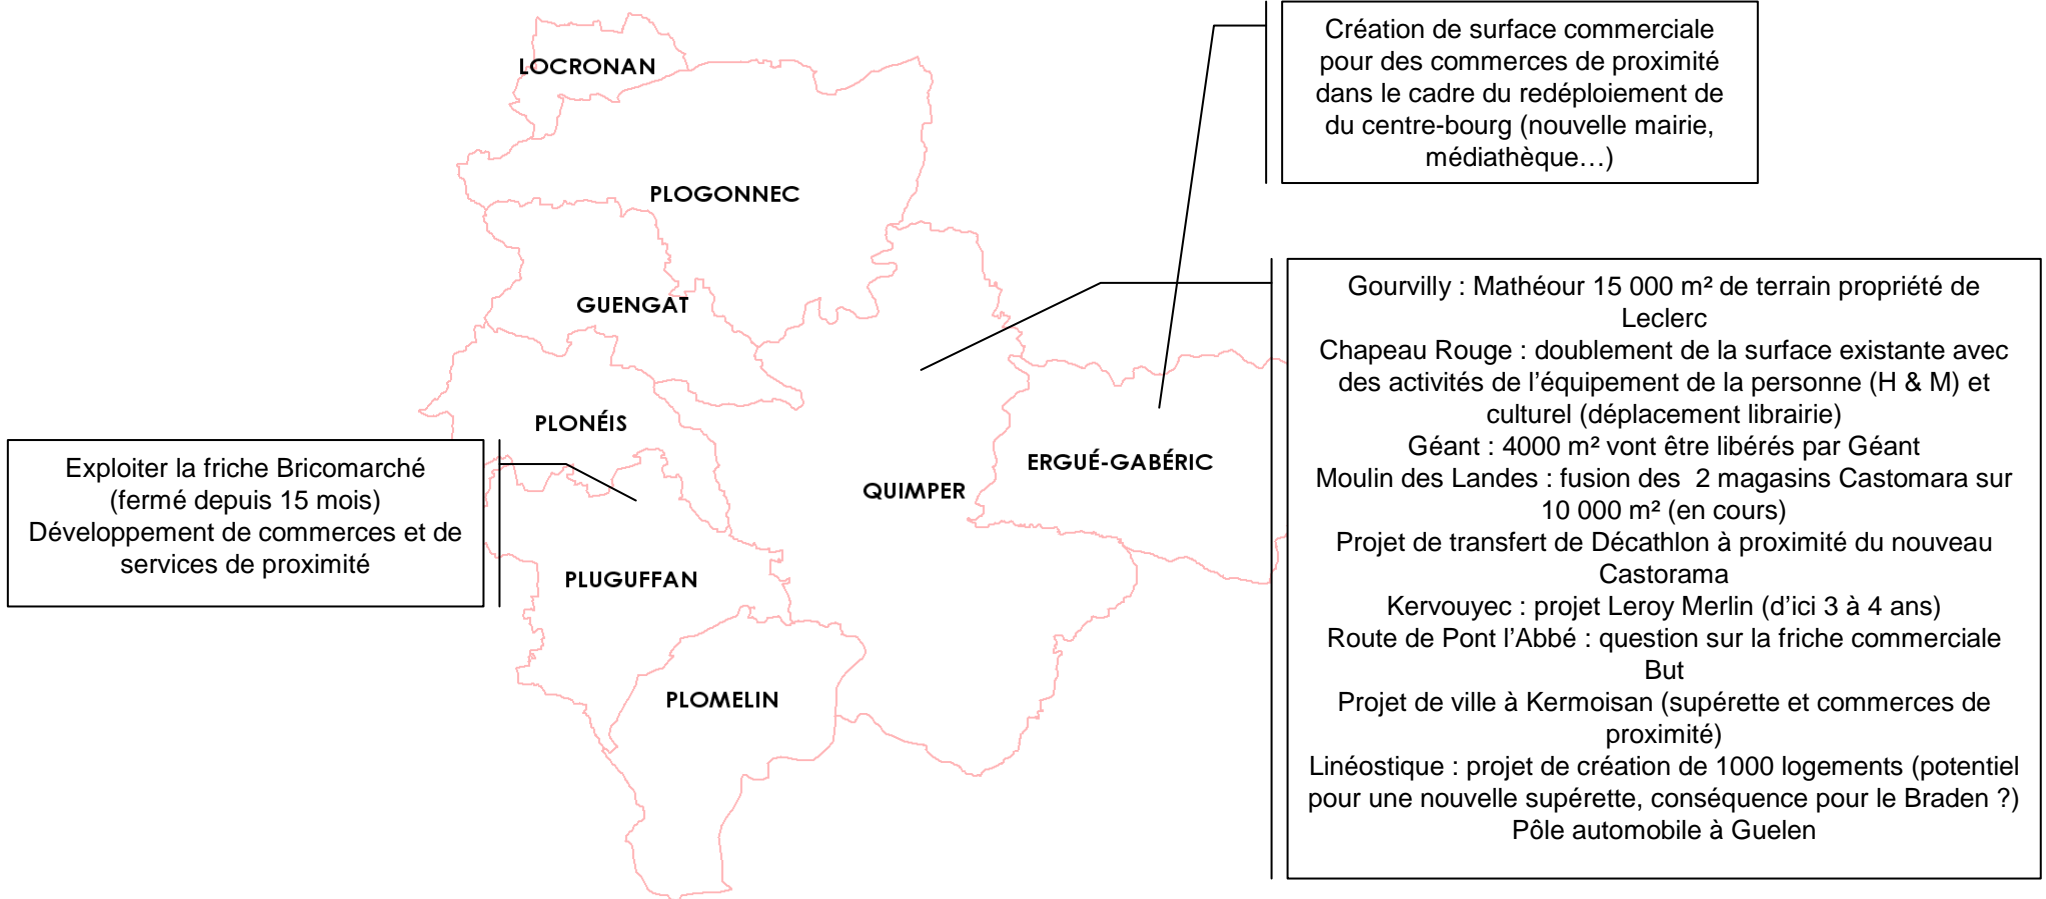 LOCRONAN
PLOGONNEC
GUENGAT
PLONÉIS
ERGUÉ-GABÉRIC
QUIMPER
PLUGUFFAN
PLOMELIN
Création de surface commerciale
pour des commerces de proximité
dans le cadre du redéploiement de
du centre-bourg (nouvelle mairie,
médiathèque…)
Gourvilly : Mathéour 15 000 m² de terrain propriété de
Leclerc
Chapeau Rouge : doublement de la surface existante avec
des activités de l'équipement de la personne (H & M) et
culturel (déplacement librairie)
Géant : 4000 m² vont être libérés par Géant
Moulin des Landes : fusion des 2 magasins Castomara sur
10 000 m² (en cours)
Projet de transfert de Décathlon à proximité du nouveau
Castorama
Kervouyec : projet Leroy Merlin (d'ici 3 à 4 ans)
Route de Pont l'Abbé : question sur la friche commerciale
But
Projet de ville à Kermoisan (supérette et commerces de
proximité)
Linéostique : projet de création de 1000 logements (potentiel
pour une nouvelle supérette, conséquence pour le Braden ?)
Pôle automobile à Guelen
Exploiter la friche Bricomarché
(fermé depuis 15 mois)
Développement de commerces et de
services de proximité